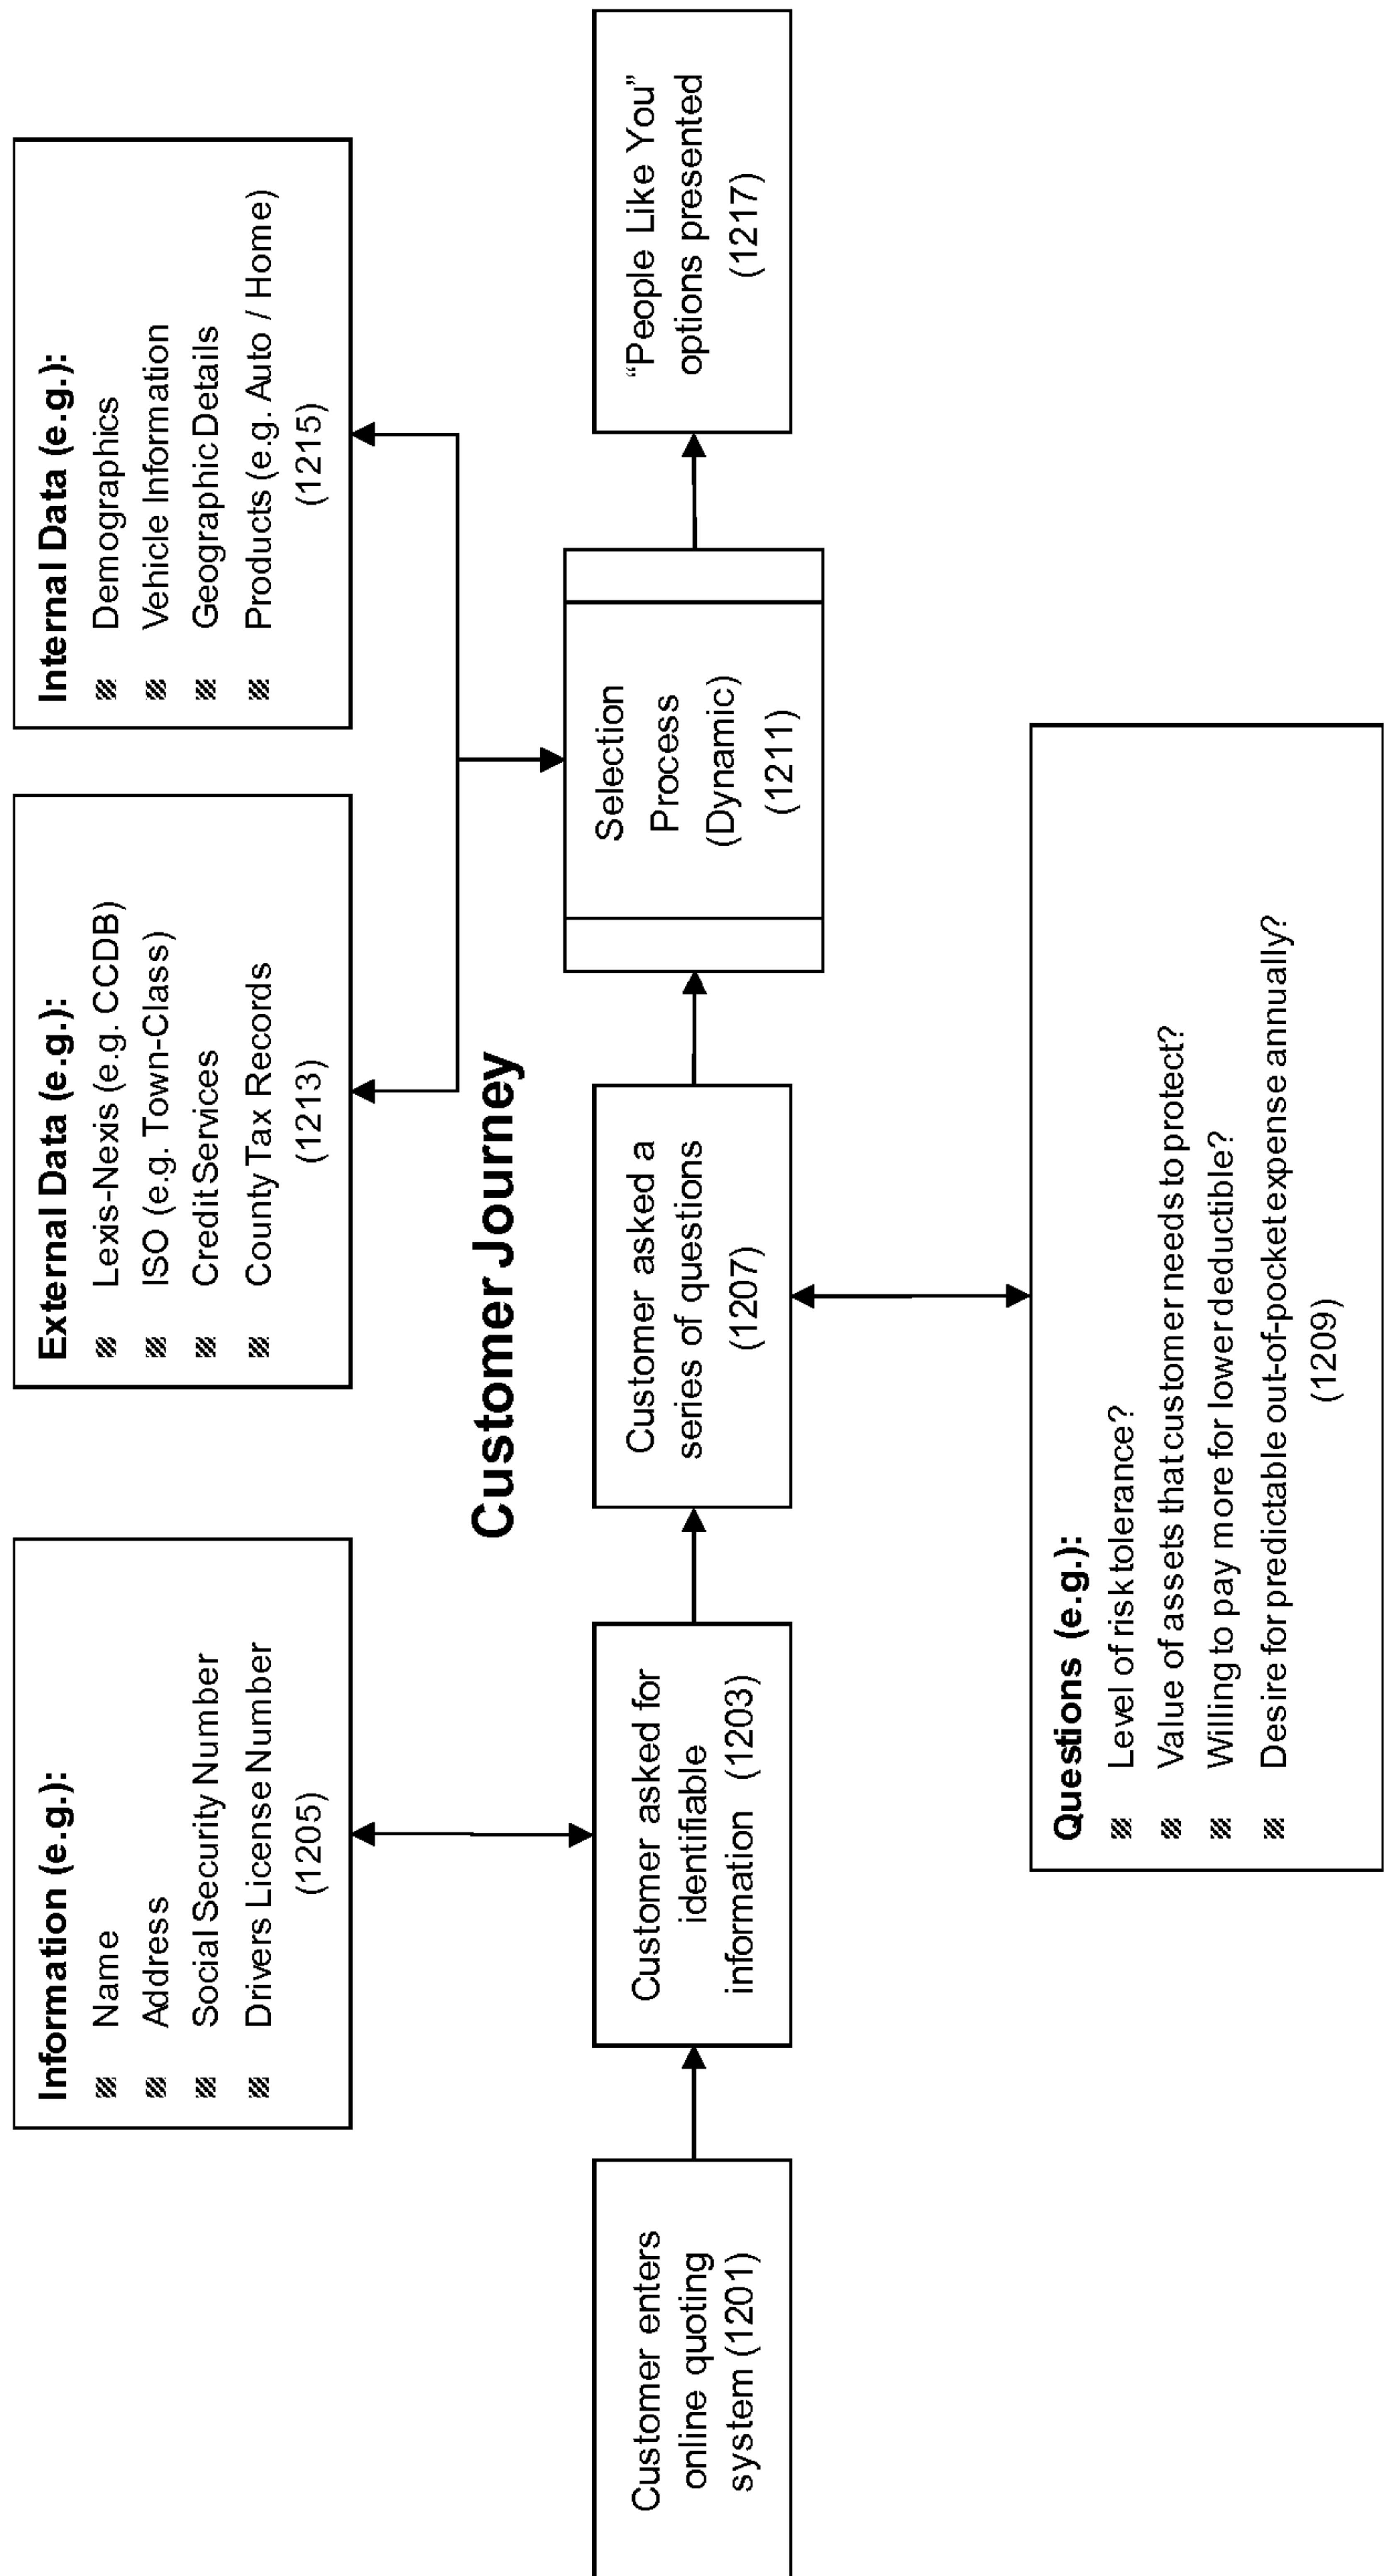 Information (e.g.):
Name
Address
Social Security Number
Drivers License Number
(1205)
External Data (e.g.):
Lexis-Nexis (e.g. CCDB)
ISO (e.g. Town-Class)
Credit Services
County Tax Records
(1213)
Internal Data (e.g.):
Demographics
Vehicle Information
Geographic Details
Products (e.g. Auto / Home)
(1215)
Customer Journey
Customer enters
online quoting
system (1201)
Customer asked for
identifiable
information (1203)
Customer asked a
series of questions
(1207)
Selection
Process
(Dynamic)
(1211)
“People Like You”
options presented
(1217)
Questions (e.g.):
Level of risk tolerance?
Value of assets that customer needs to protect?
Willing to pay more for lower deductible?
Desire for predictable out-of-pocket expense annually?
(1209)